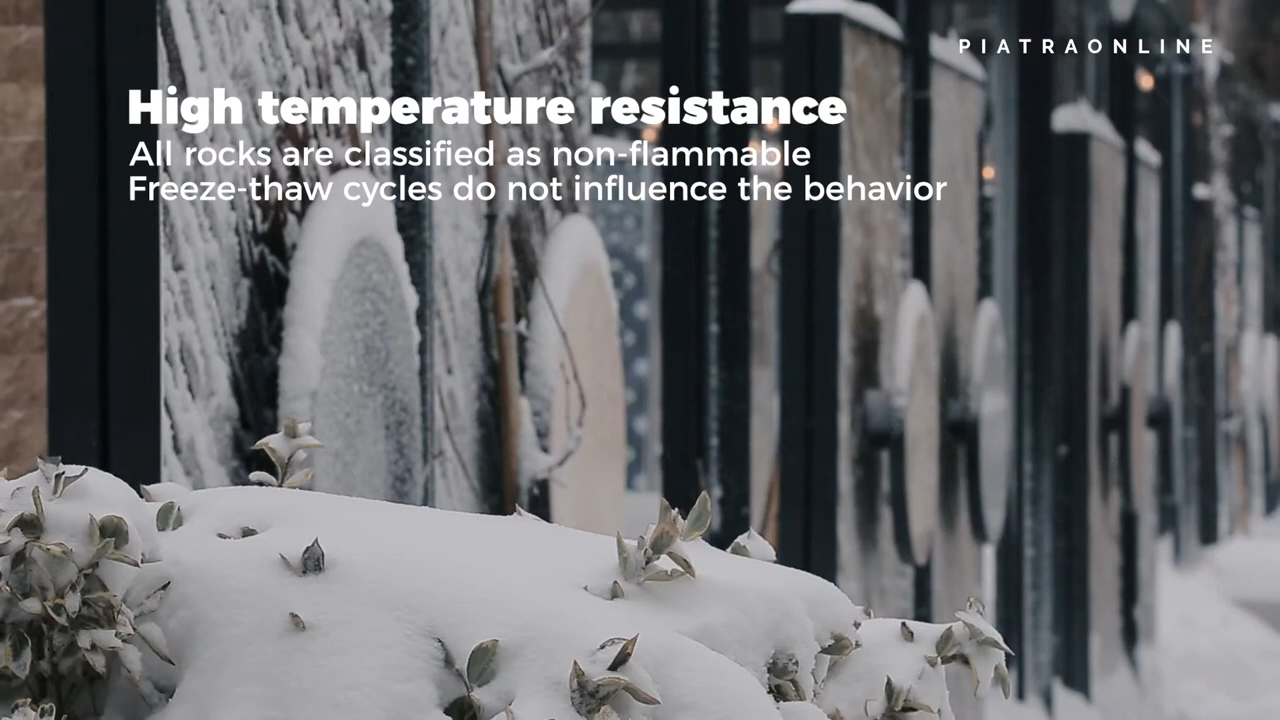 PIATRAONLINE
High temperature resistance
All rocks are classified as non-flammable
Freeze-thaw cycles do not influence the behavior